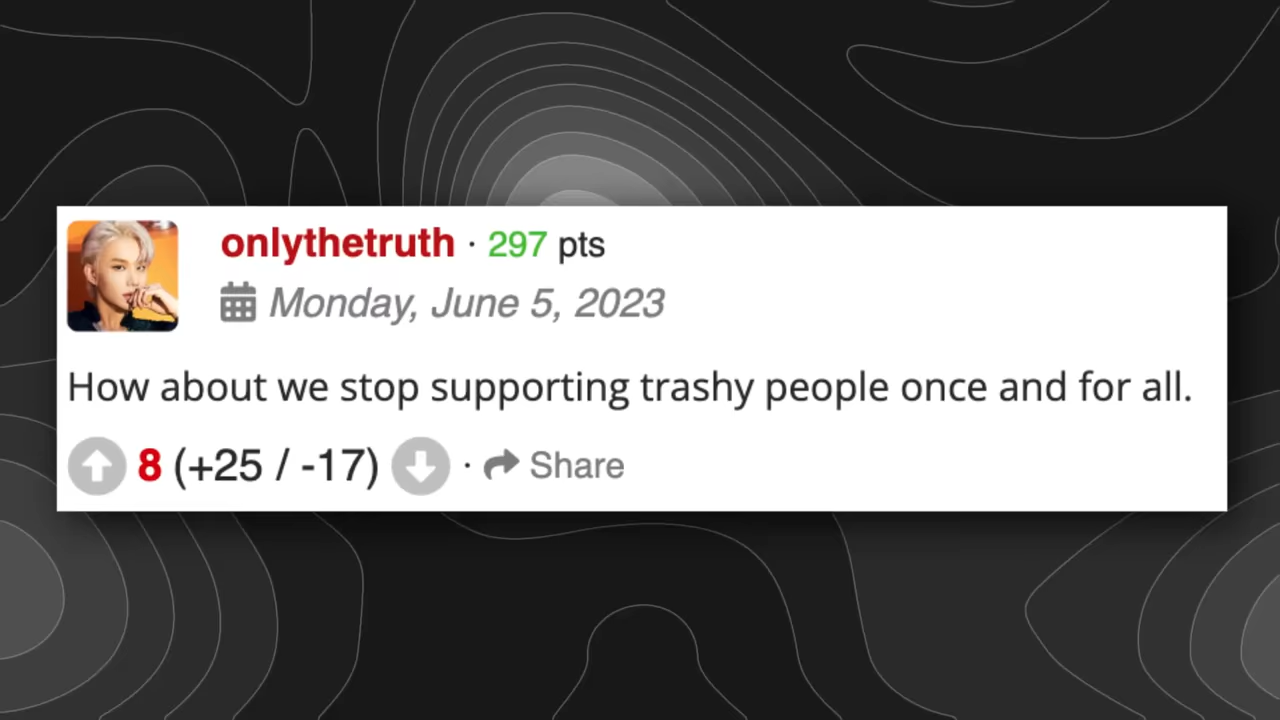 onlythetruth · 297 pts
Monday, June 5, 2023
How about we stop supporting trashy people once and for all.
8 (+25 / -17) · Share